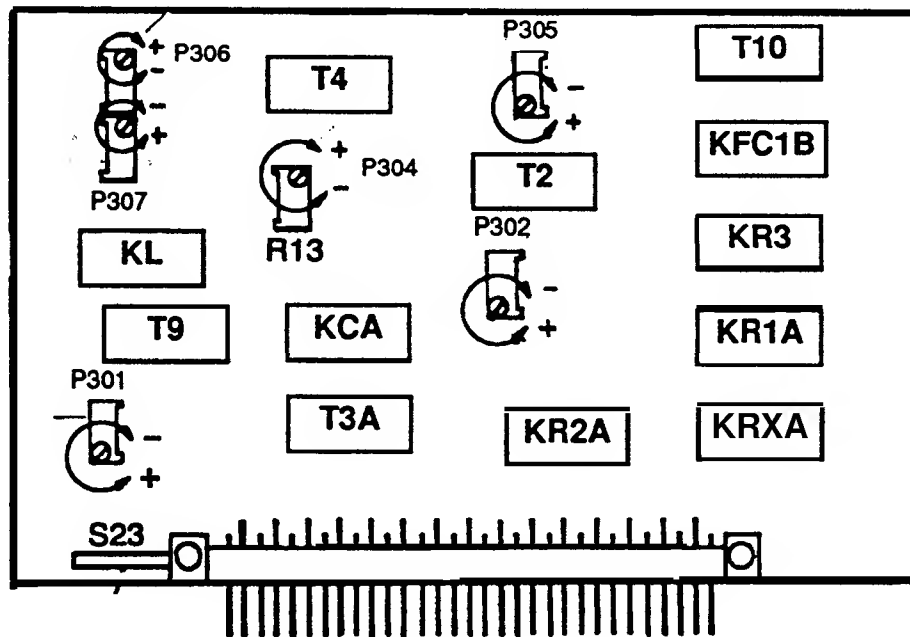 P306
+
-
-
+
P307
T4
+
-
P304
R13
P305
-
+
T2
P302
-
+
T10
KFC1B
KR3
KR1A
KRXA
KL
T9
KCA
T3A
KR2A
P301
-
+
S23